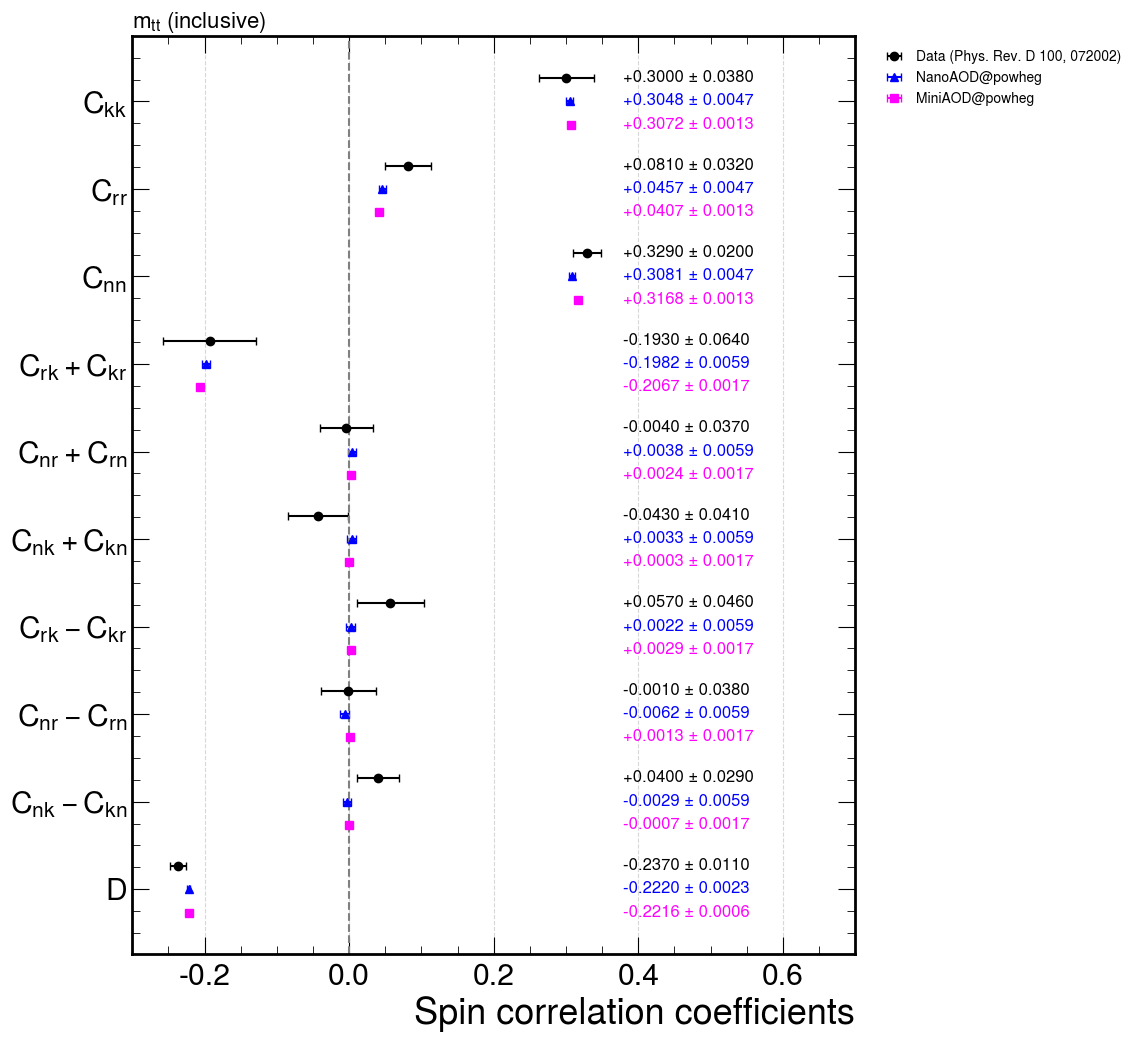 m_tt (inclusive)
Data (Phys. Rev. D 100, 072002)
NanoAOD@powheg
MiniAOD@powheg
C_kk
+0.3000 ± 0.0380
+0.3048 ± 0.0047
+0.3072 ± 0.0013
C_rr
+0.0810 ± 0.0320
+0.0457 ± 0.0047
+0.0407 ± 0.0013
C_nn
+0.3290 ± 0.0200
+0.3081 ± 0.0047
+0.3168 ± 0.0013
C_rk + C_kr
-0.1930 ± 0.0640
-0.1982 ± 0.0059
-0.2067 ± 0.0017
C_nr + C_rn
-0.0040 ± 0.0370
+0.0038 ± 0.0059
+0.0024 ± 0.0017
C_nk + C_kn
-0.0430 ± 0.0410
+0.0033 ± 0.0059
+0.0003 ± 0.0017
C_rk − C_kr
+0.0570 ± 0.0460
+0.0022 ± 0.0059
+0.0029 ± 0.0017
C_nr − C_rn
-0.0010 ± 0.0380
-0.0062 ± 0.0059
+0.0013 ± 0.0017
C_nk − C_kn
+0.0400 ± 0.0290
-0.0029 ± 0.0059
-0.0007 ± 0.0017
D
-0.2370 ± 0.0110
-0.2220 ± 0.0023
-0.2216 ± 0.0006
-0.2 0.0 0.2 0.4 0.6
Spin correlation coefficients